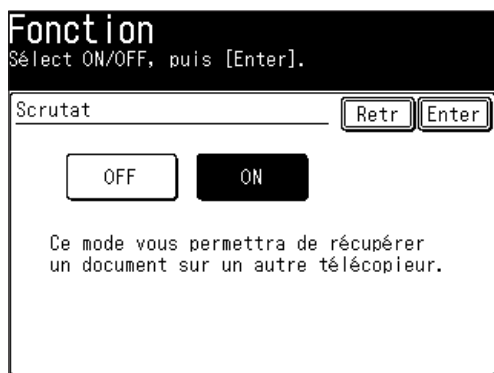 Fonction
Sélect ON/OFF, puis [Enter].
Scrutat Retr Enter
OFF ON
Ce mode vous permettra de récupérer
un document sur un autre télécopieur.